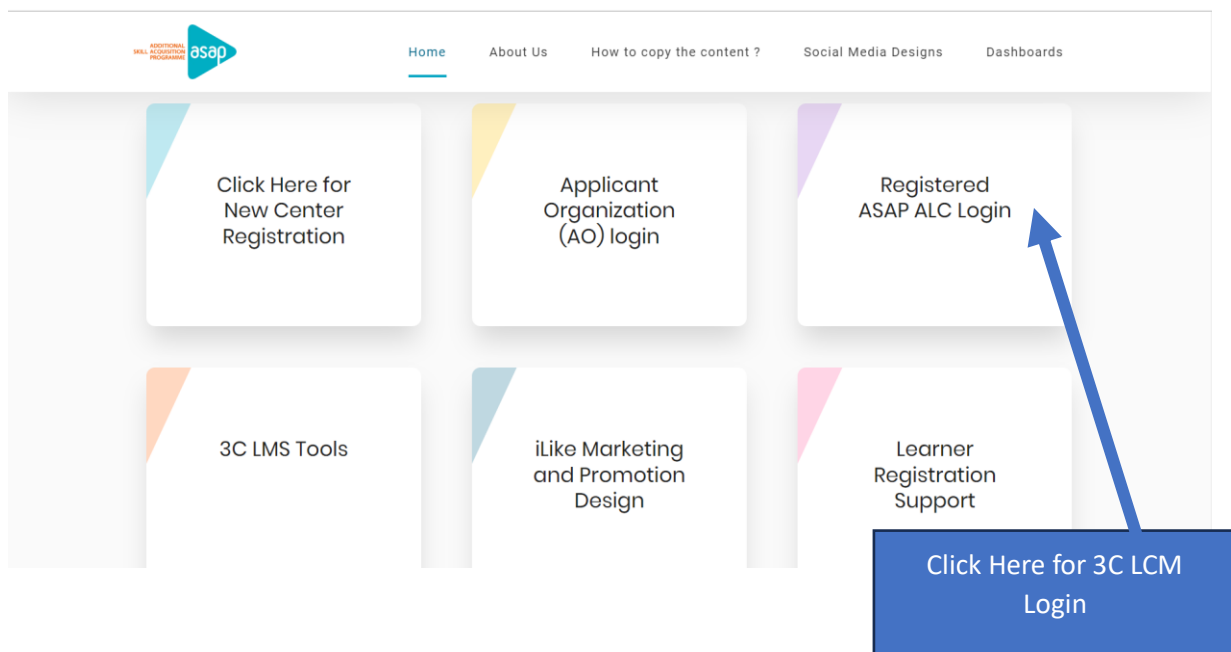 ADDITIONAL
SKILL ACQUISITION
PROGRAMME
asap
Home
About Us
How to copy the content ?
Social Media Designs
Dashboards
Click Here for
New Center
Registration
Applicant
Organization
(AO) login
Registered
ASAP ALC Login
3C LMS Tools
iLike Marketing
and Promotion
Design
Learner
Registration
Support
Click Here for 3C LCM
Login